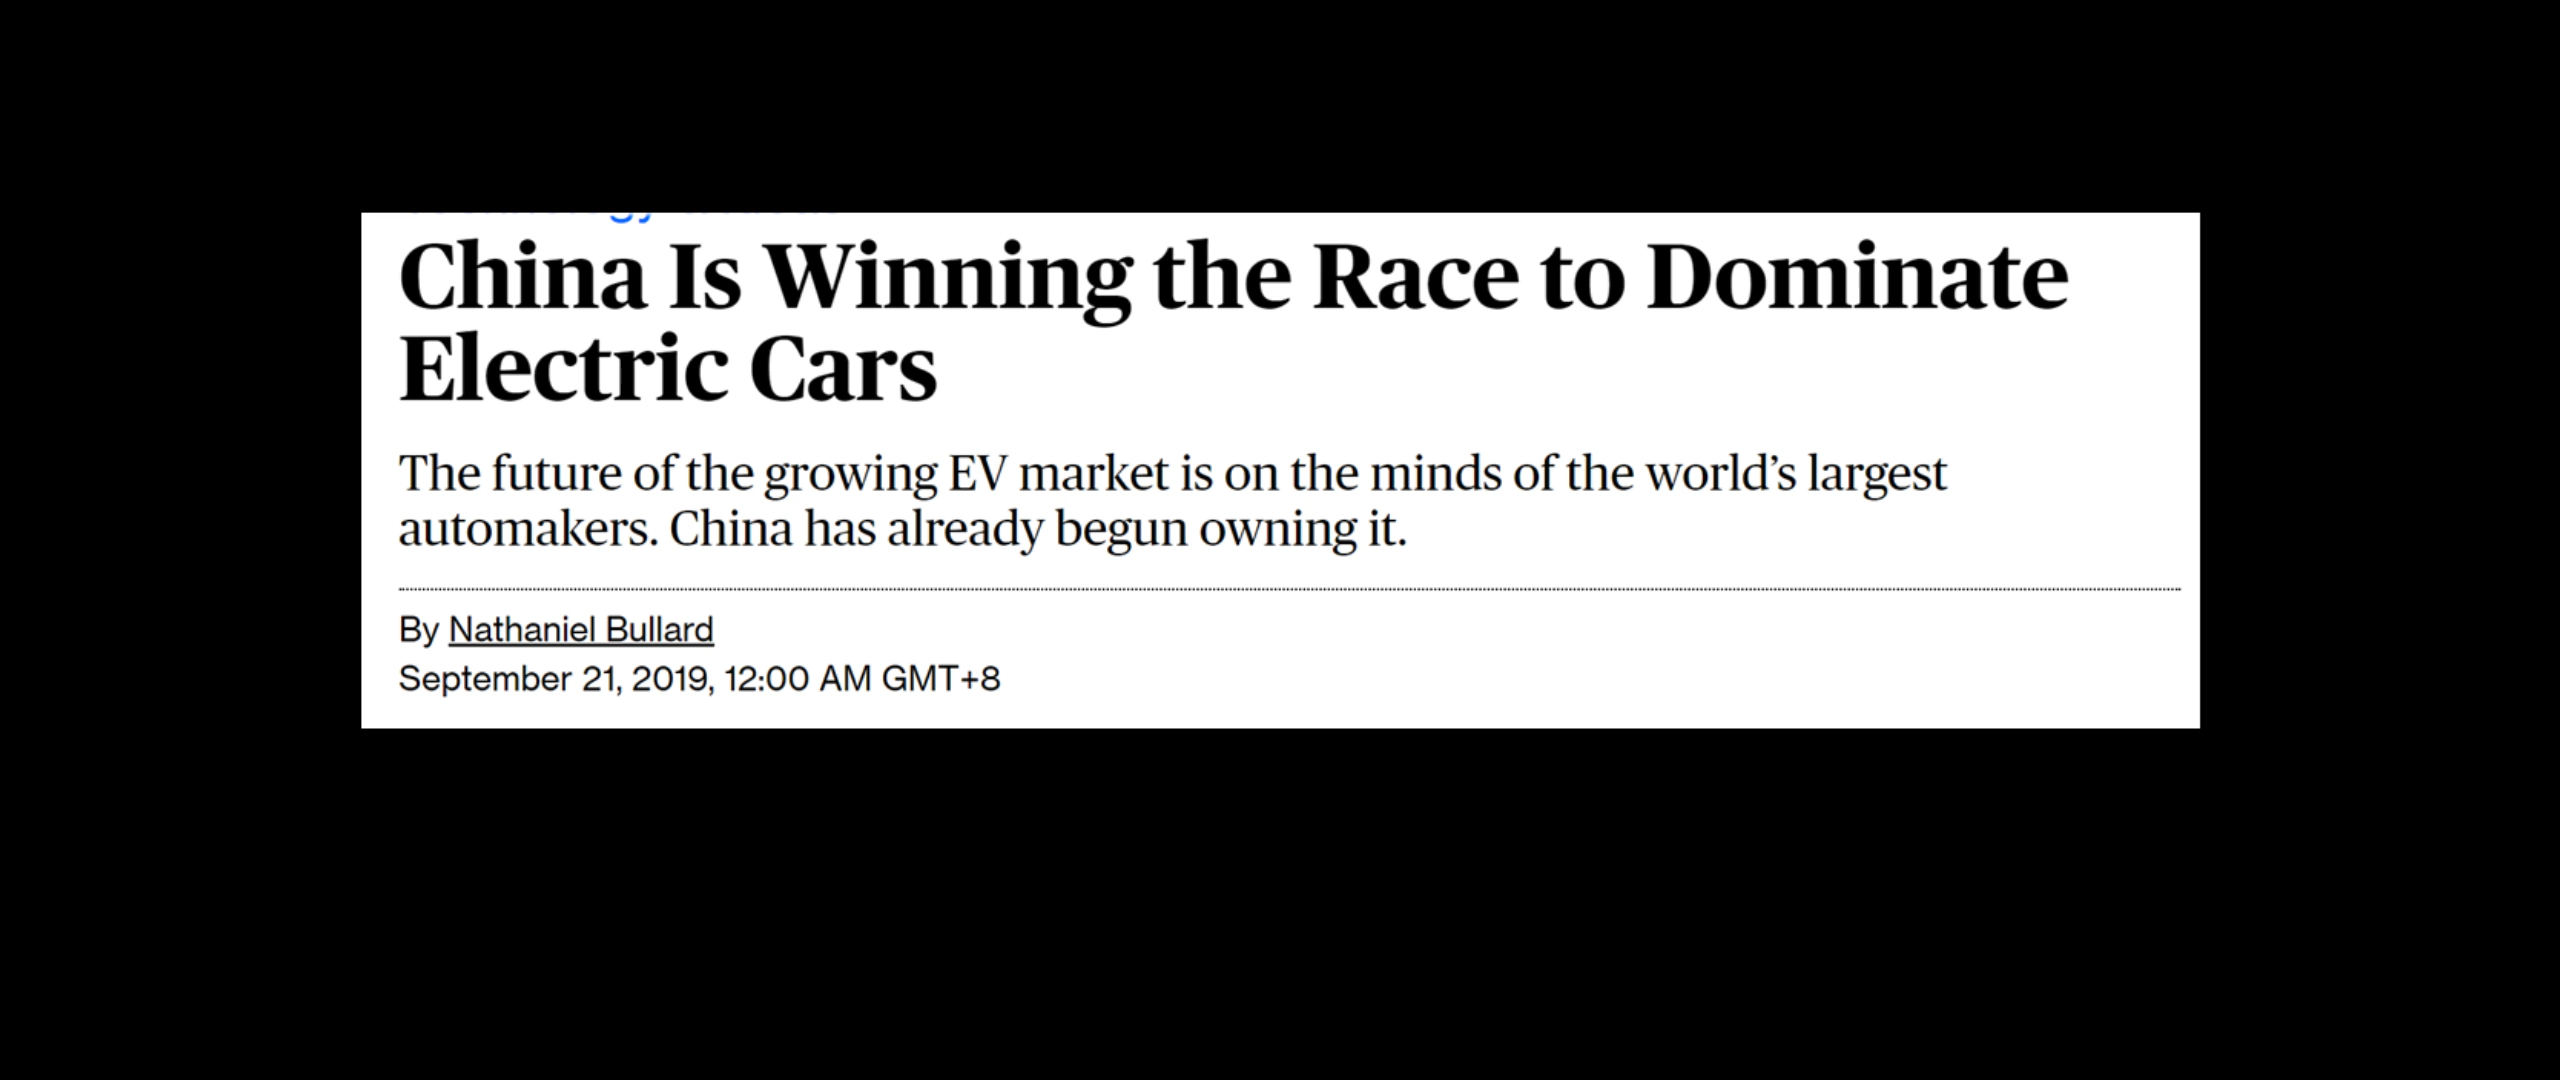 China Is Winning the Race to Dominate
Electric Cars
The future of the growing EV market is on the minds of the world’s largest
automakers. China has already begun owning it.
By Nathaniel Bullard
September 21, 2019, 12:00 AM GMT+8